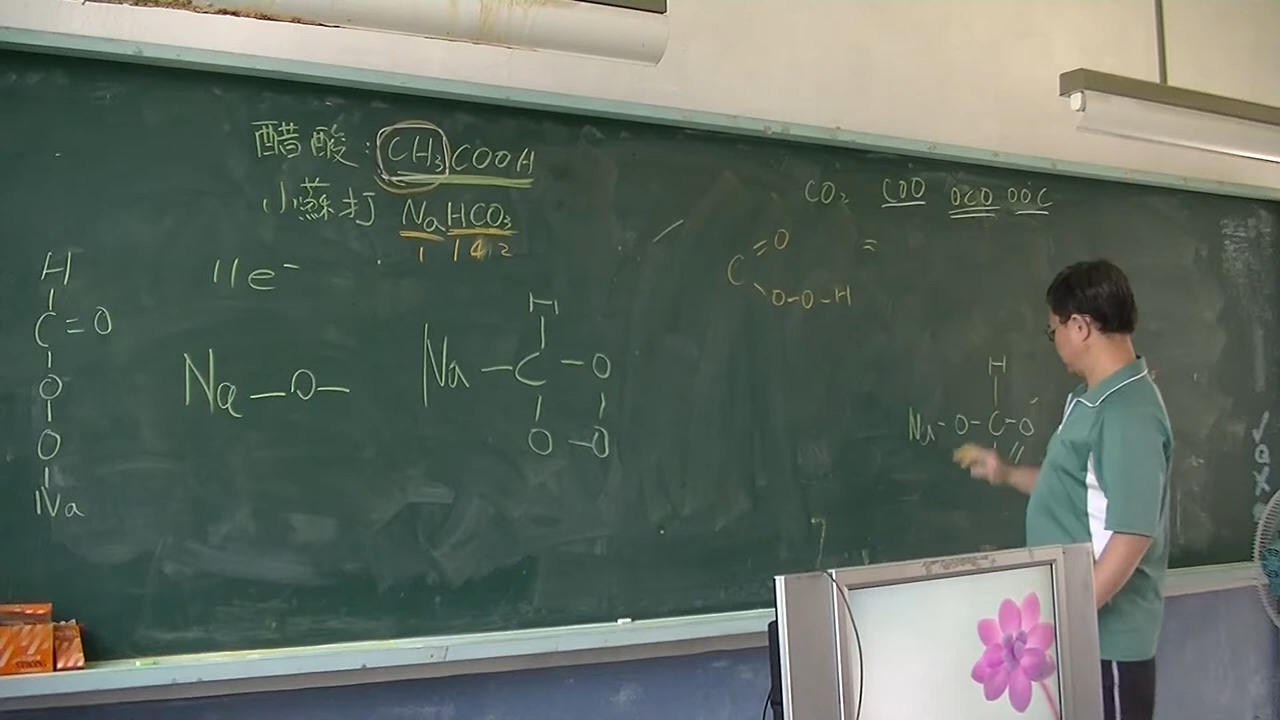 醋酸: CH₃COOH
小蘇打 NaHCO₃
1 1 4 2
CO₂ COO OCO OOC
H
C=O
O
O
Na
11e⁻
Na-O-
H
Na-C-O
O-O
C=O
O-O-H
=
H
Na-O-C-O
STRONG